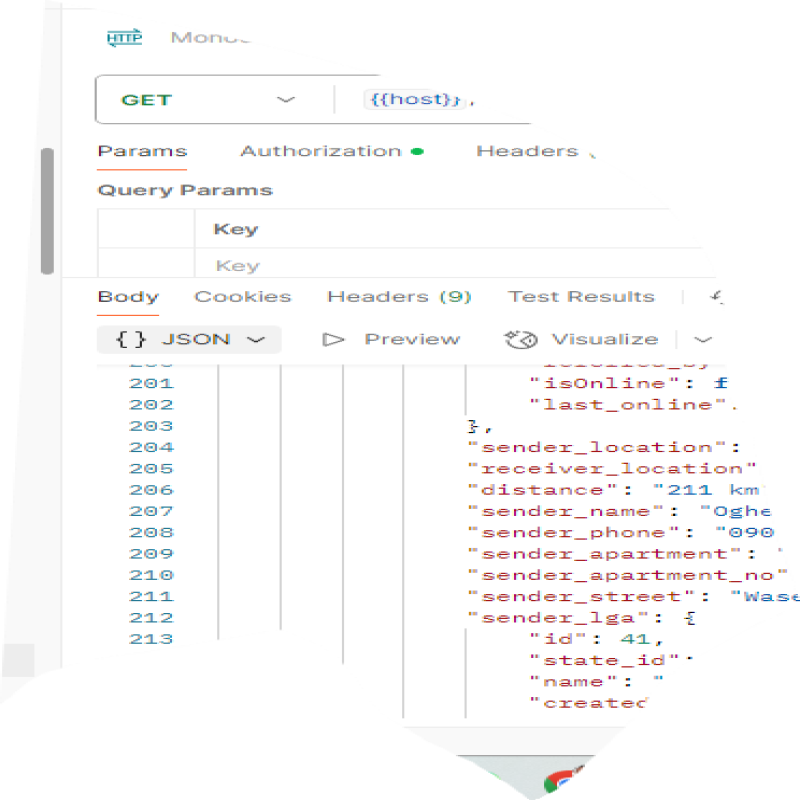 HTTP
GET {{host}}
Params Authorization Headers
Query Params
Key
Key
Body Cookies Headers (9) Test Results
{ } JSON Preview Visualize
201 "isOnline": f
202 "last_online"
203 },
204 "sender_location":
205 "receiver_location"
206 "distance": "211 km
207 "sender_name": "Oghe
208 "sender_phone": "090
209 "sender_apartment":
210 "sender_apartment_no"
211 "sender_street": "Wase
212 "sender_lga": {
213 "id": 41,
"state_id"
"name": "
"created